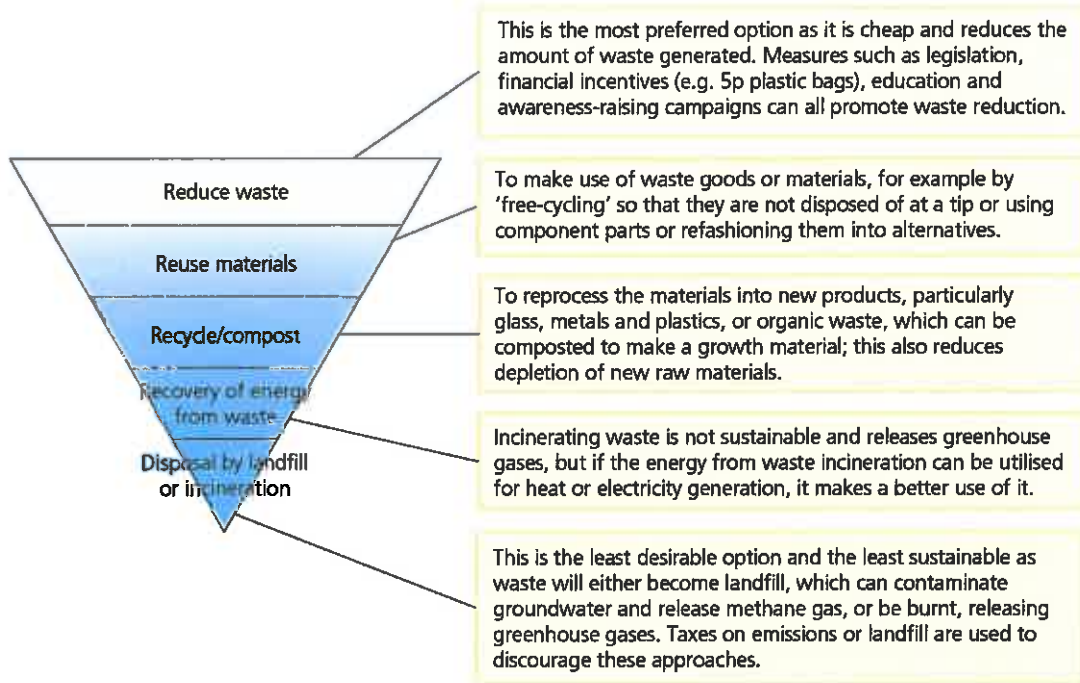 This is the most preferred option as it is cheap and reduces the
amount of waste generated. Measures such as legislation,
financial incentives (e.g. 5p plastic bags), education and
awareness-raising campaigns can all promote waste reduction.
Reduce waste
To make use of waste goods or materials, for example by
'free-cycling' so that they are not disposed of at a tip or using
component parts or refashioning them into alternatives.
Reuse materials
To reprocess the materials into new products, particularly
glass, metals and plastics, or organic waste, which can be
composted to make a growth material; this also reduces
depletion of new raw materials.
Recycle/compost
Recovery of energy
from waste
Incinerating waste is not sustainable and releases greenhouse
gases, but if the energy from waste incineration can be utilised
for heat or electricity generation, it makes a better use of it.
Disposal by landfill
or incineration
This is the least desirable option and the least sustainable as
waste will either become landfill, which can contaminate
groundwater and release methane gas, or be burnt, releasing
greenhouse gases. Taxes on emissions or landfill are used to
discourage these approaches.